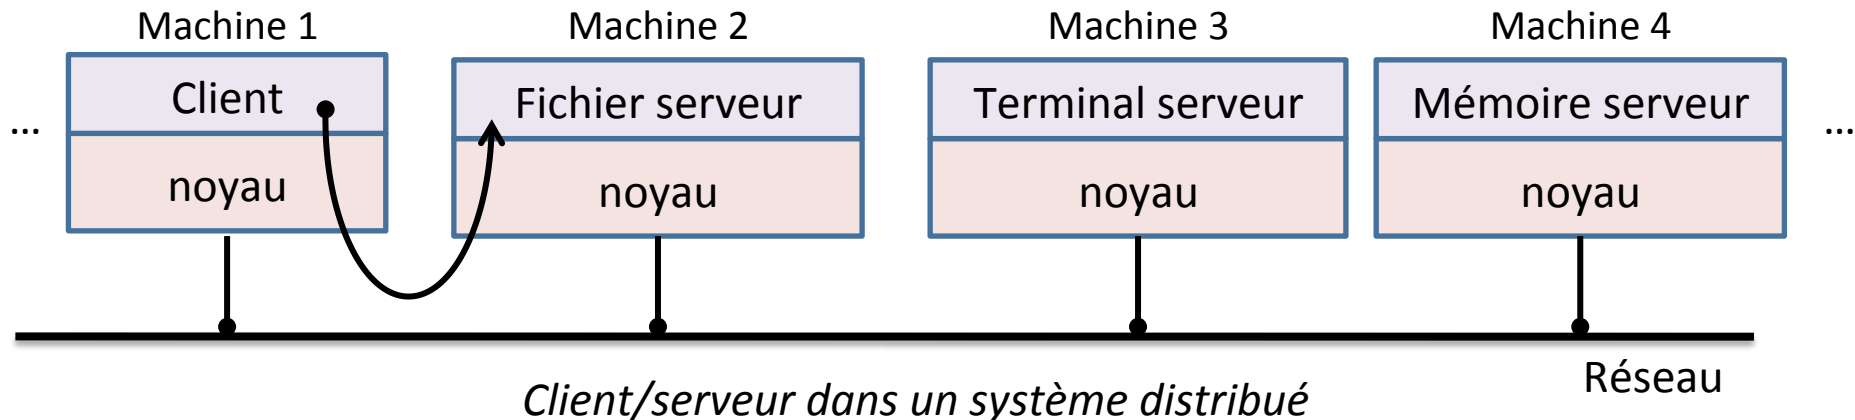 Machine 1 Machine 2 Machine 3 Machine 4
... Client Fichier serveur Terminal serveur Mémoire serveur ...
noyau noyau noyau noyau
Réseau
Client/serveur dans un système distribué